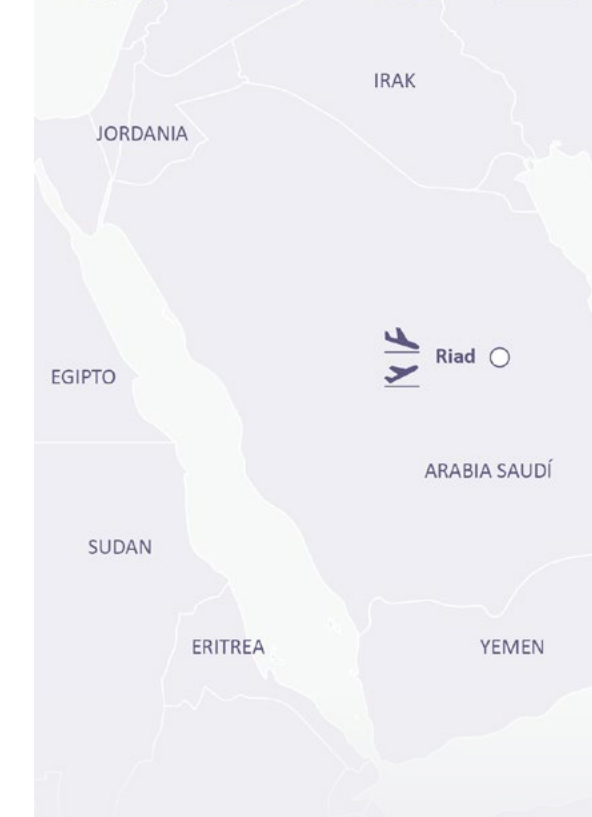 IRAK
JORDANIA
Riad
EGIPTO
ARABIA SAUDÍ
SUDAN
ERITREA
YEMEN